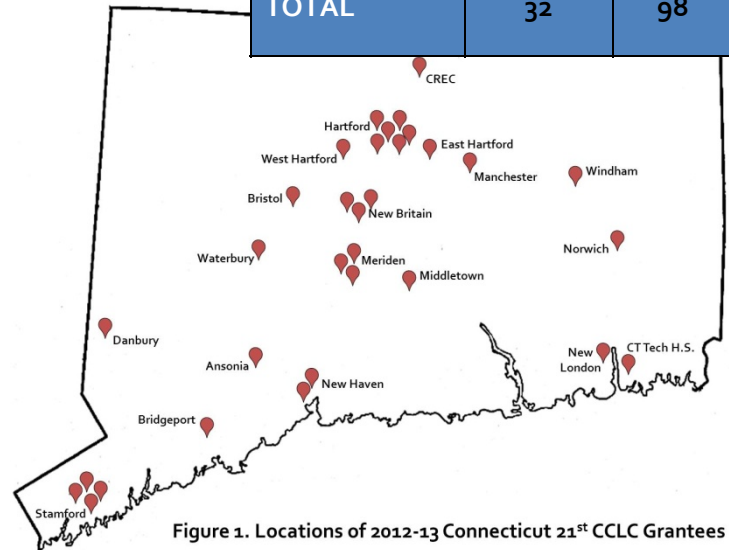 TOTAL 32 98
CREC
Hartford
East Hartford
West Hartford
Manchester
Windham
Bristol
New Britain
Norwich
Waterbury
Meriden
Middletown
Danbury
New
London
CT Tech H.S.
Ansonia
New Haven
Bridgeport
Stamford
Figure 1. Locations of 2012-13 Connecticut 21st CCLC Grantees